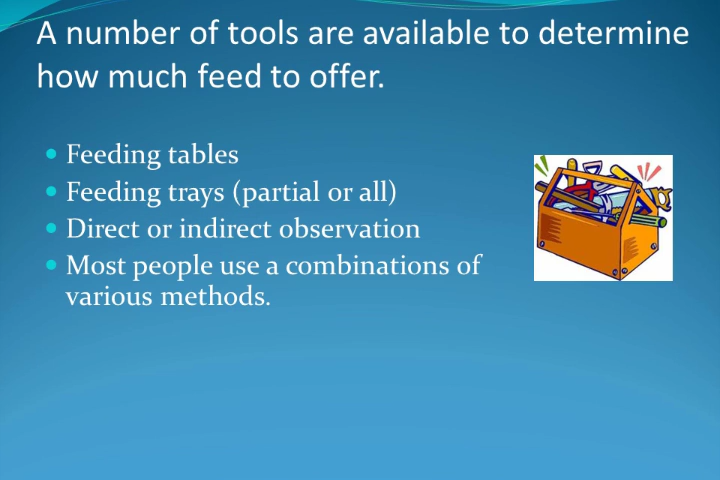 A number of tools are available to determine
how much feed to offer.
Feeding tables
Feeding trays (partial or all)
Direct or indirect observation
Most people use a combinations of
various methods.